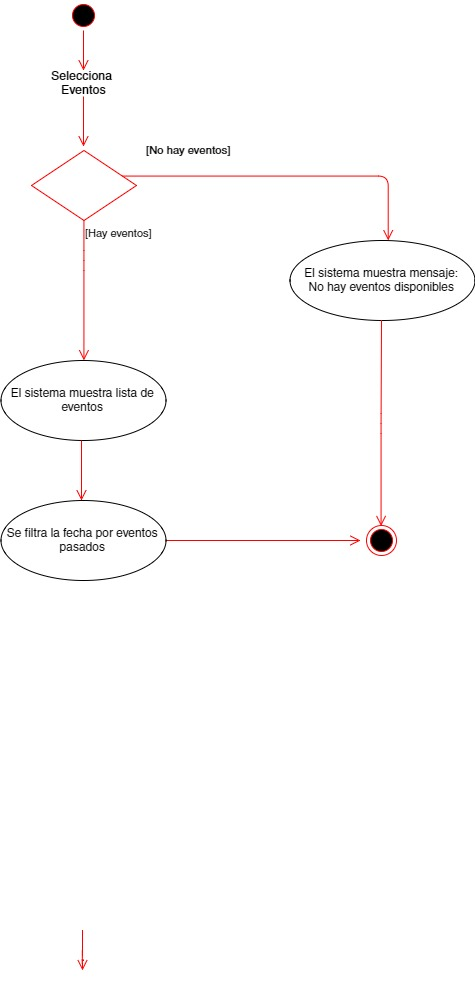 Selecciona
Eventos
[No hay eventos]
[Hay eventos]
El sistema muestra mensaje:
No hay eventos disponibles
El sistema muestra lista de
eventos
Se filtra la fecha por eventos
pasados